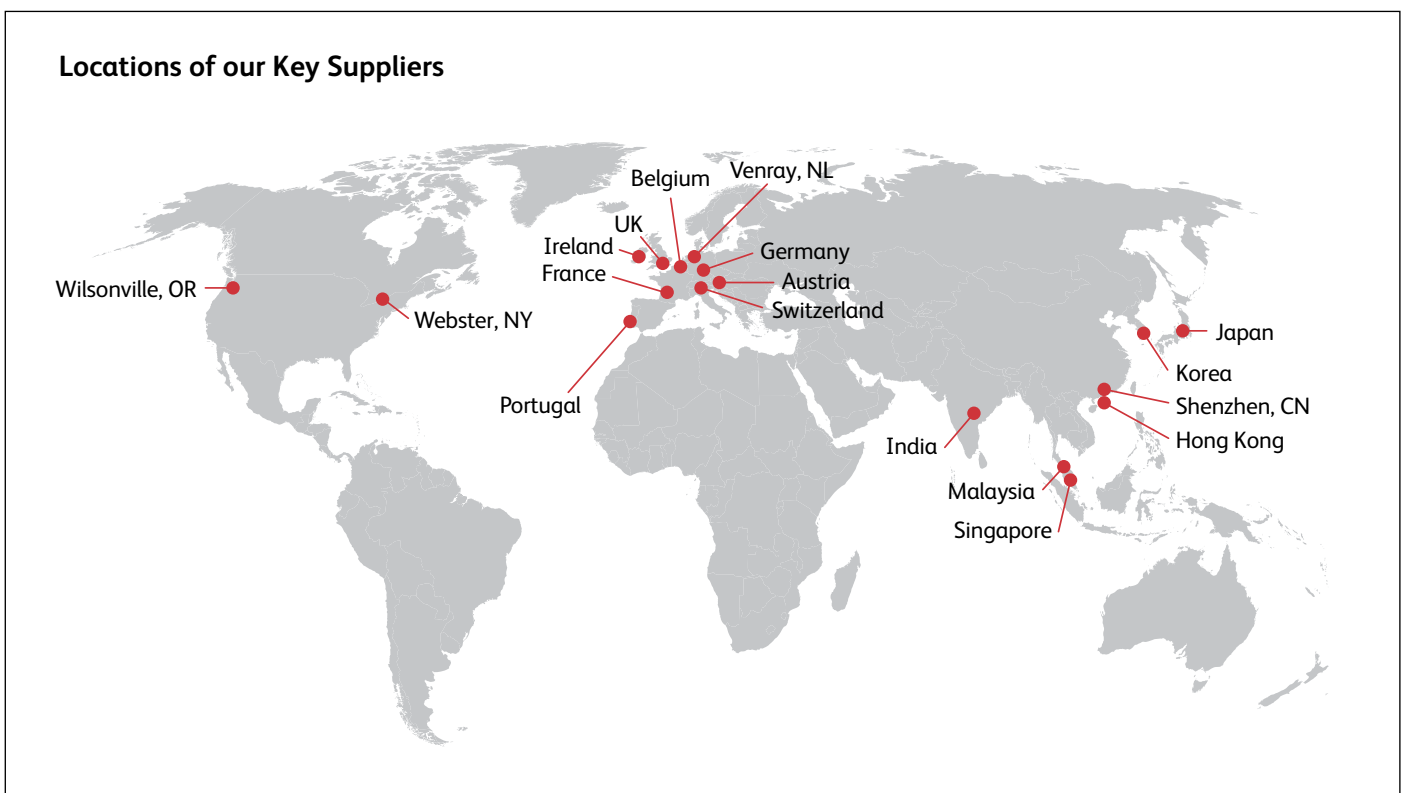 Locations of our Key Suppliers
Belgium
Venray, NL
UK
Ireland
Germany
France
Austria
Wilsonville, OR
Switzerland
Webster, NY
Japan
Korea
Portugal
Shenzhen, CN
Hong Kong
India
Malaysia
Singapore